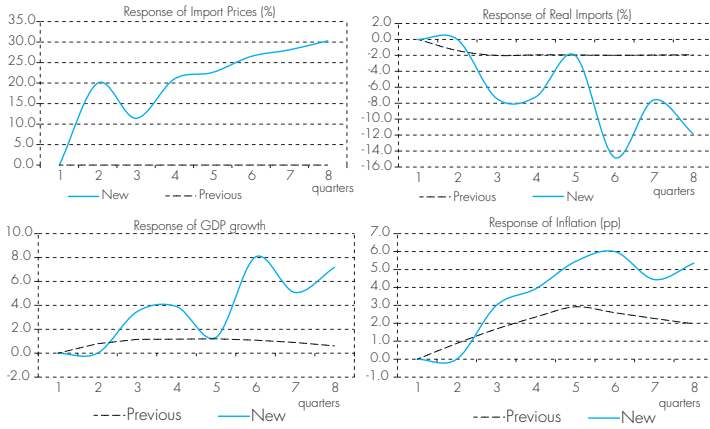 Response of Import Prices (%)
35.0
30.0
25.0
20.0
15.0
10.0
5.0
0.0
1 2 3 4 5 6 7 8
quarters
New Previous
Response of Real Imports (%)
2.0
0.0
-2.0
-4.0
-6.0
-8.0
-10.0
-12.0
-14.0
-16.0
1 2 3 4 5 6 7 8
quarters
Previous New
Response of GDP growth
10.0
8.0
6.0
4.0
2.0
0.0
-2.0
1 2 3 4 5 6 7 8
quarters
Previous New
Response of Inflation (pp)
7.0
6.0
5.0
4.0
3.0
2.0
1.0
0.0
-1.0
1 2 3 4 5 6 7 8
quarters
Previous New